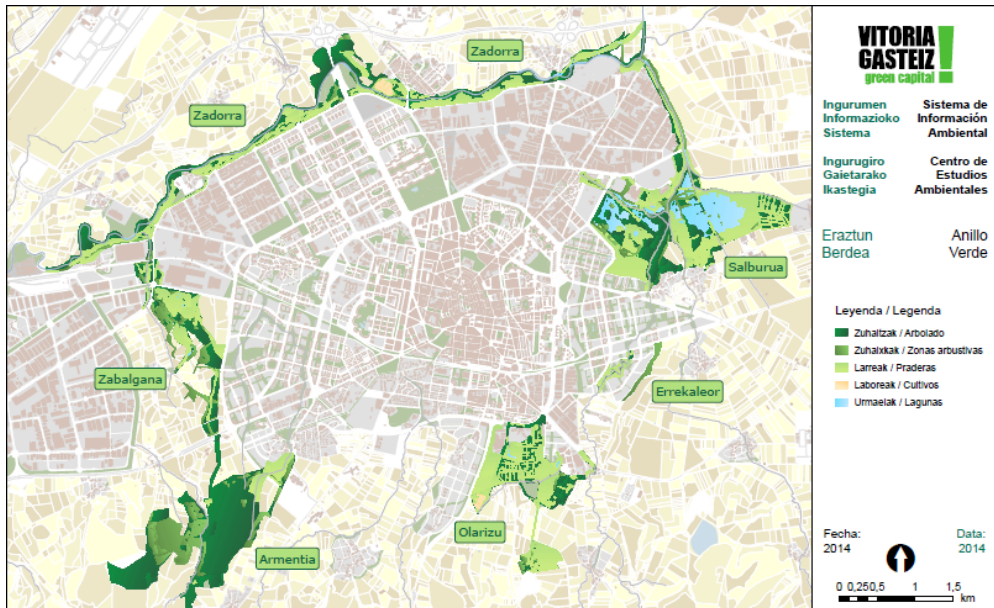 Zadorra
Zadorra
Salburua
Zabalgana
Errekaleor
Olarizu
Armentia
VITORIA
GASTEIZ
green capital
Ingurumen Sistema de
Informazioko Información
Sistema Ambiental
Ingurugiro Centro de
Gaietarako Estudios
Ikastegia Ambientales
Eraztun Anillo
Berdea Verde
Leyenda / Legenda
Zuhaitzak / Arbolado
Zuhaixkak / Zonas arbustivas
Larreak / Praderas
Laboreak / Cultivos
Urmaelak / Lagunas
Fecha: Data:
2014 2014
0 0,250,5 1 1,5
km